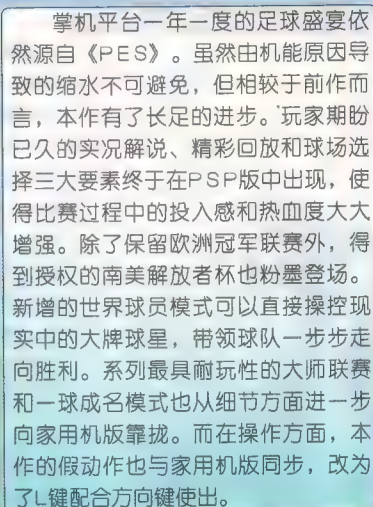 掌机平台一年一度的足球盛宴依
然源自《PES》。虽然由机能原因导
致的缩水不可避免，但相较于前作而
言，本作有了长足的进步。玩家期盼
已久的实况解说、精彩回放和球场选
择三大要素终于在PSP版中出现，使
得比赛过程中的投入感和热血度大大
增强。除了保留欧洲冠军联赛外，得
到授权的南美解放者杯也粉墨登场。
新增的世界球员模式可以直接操控现
实中的大牌球星，带领球队一步步走
向胜利。系列最具耐玩性的大师联赛
和一球成名模式也从细节方面进一步
向家用机版靠拢。而在操作方面，本
作的假动作也与家用机版同步，改为
了L键配合方向键使出。